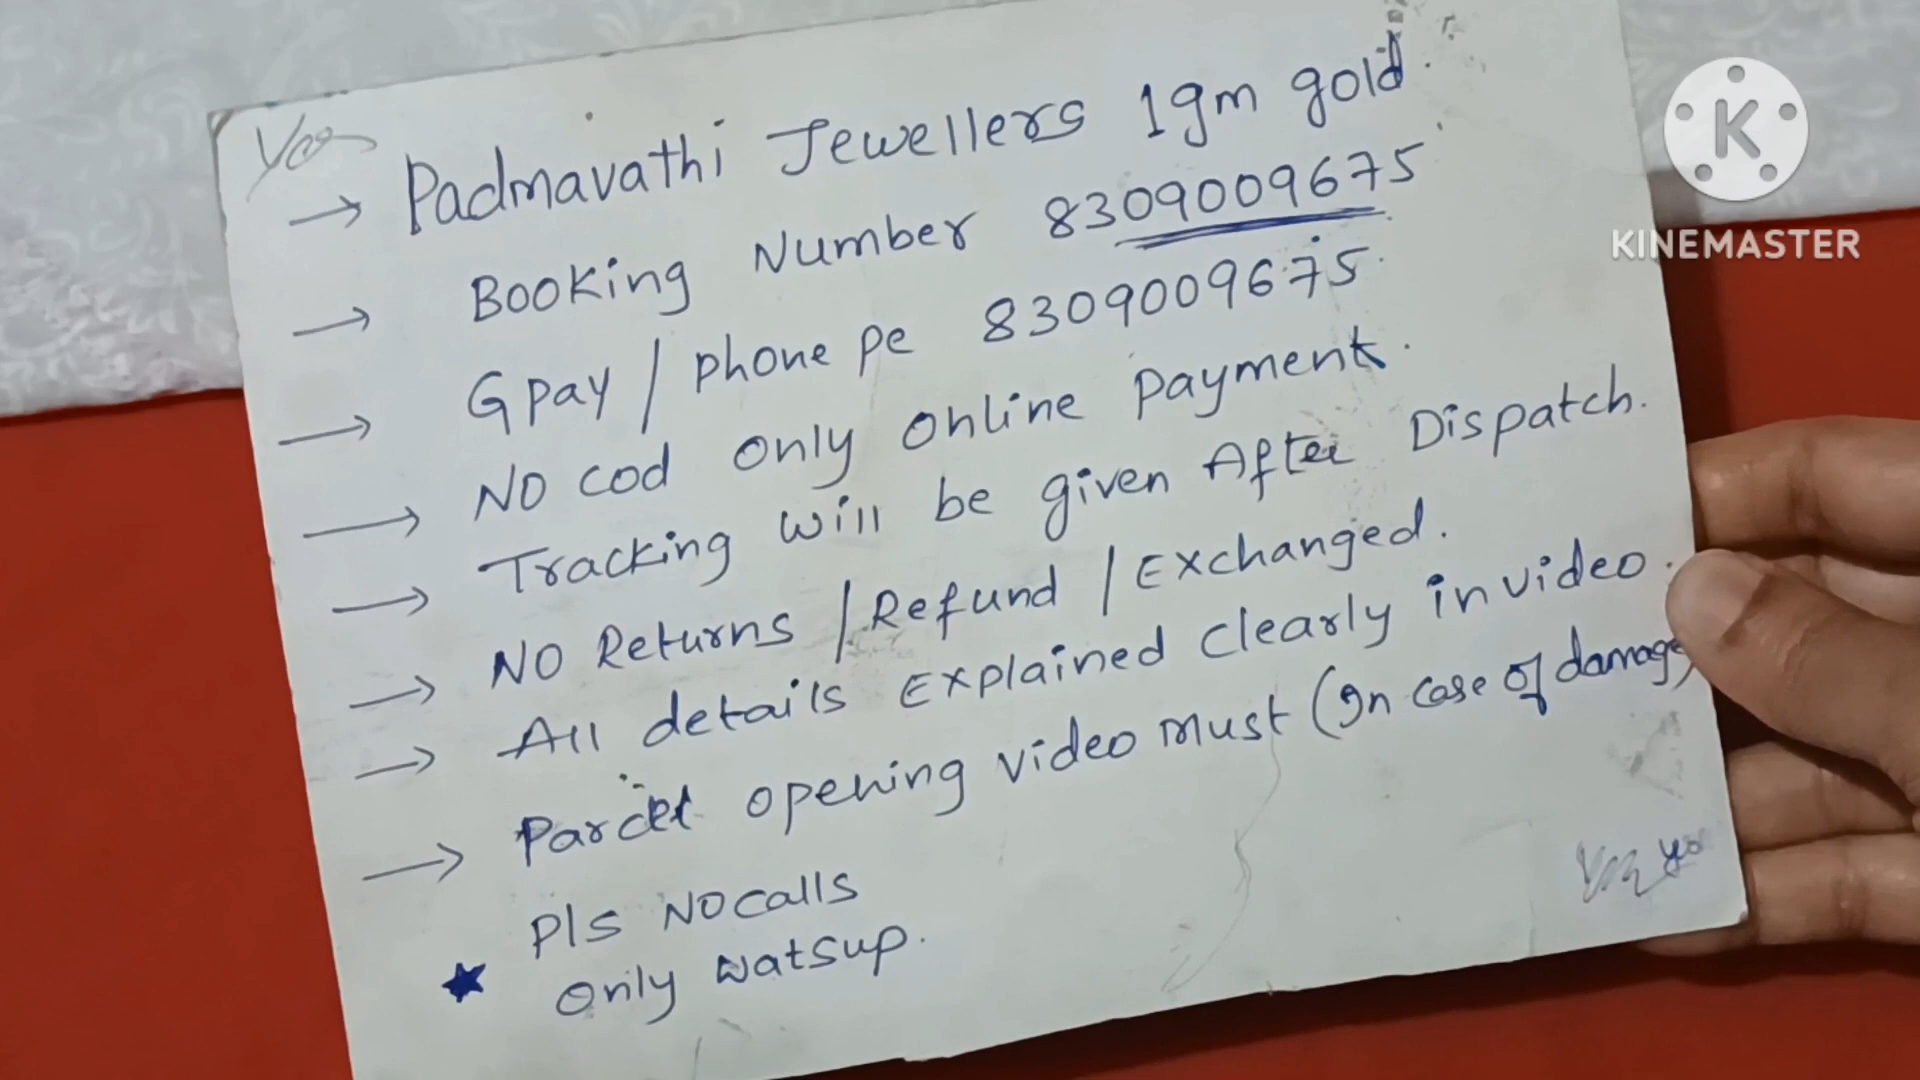 Padmavathi Jewellers 1gm gold.
Booking Number 8309009675
Gpay / phone pe 8309009675.
NO cod only online payment.
Tracking will be given After Dispatch.
NO Returns / Refund / Exchanged.
All details Explained clearly in video.
Parcel opening video must (In case of damage)
Pls NO calls
only watsup.
K
KINEMASTER